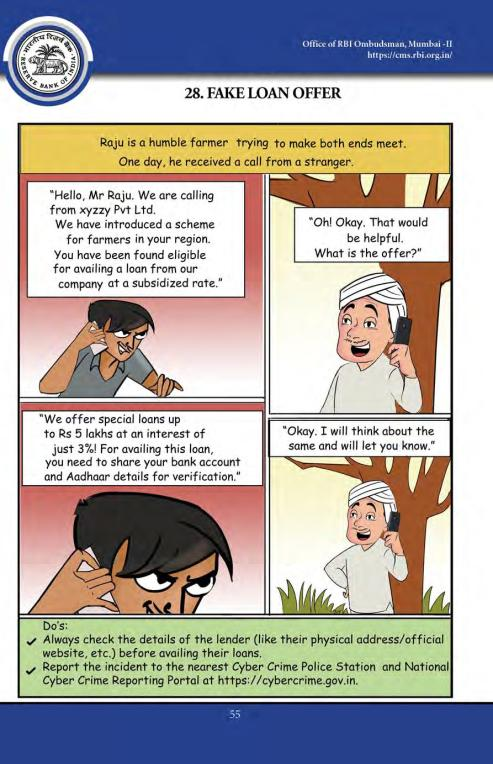 Office of RBI Ombudsman, Mumbai -II
https://cms.rbi.org.in/
भारतीय रिज़र्व बैंक
RESERVE BANK OF INDIA
28. FAKE LOAN OFFER
Raju is a humble farmer trying to make both ends meet.
One day, he received a call from a stranger.
"Hello, Mr Raju. We are calling
from xyzzy Pvt Ltd.
We have introduced a scheme
for farmers in your region.
You have been found eligible
for availing a loan from our
company at a subsidized rate."
"Oh! Okay. That would
be helpful.
What is the offer?"
"We offer special loans up
to Rs 5 lakhs at an interest of
just 3%! For availing this loan,
you need to share your bank account
and Aadhaar details for verification."
"Okay. I will think about the
same and will let you know."
Do's:
✓ Always check the details of the lender (like their physical address/official
website, etc.) before availing their loans.
✓ Report the incident to the nearest Cyber Crime Police Station and National
Cyber Crime Reporting Portal at https://cybercrime.gov.in.
55